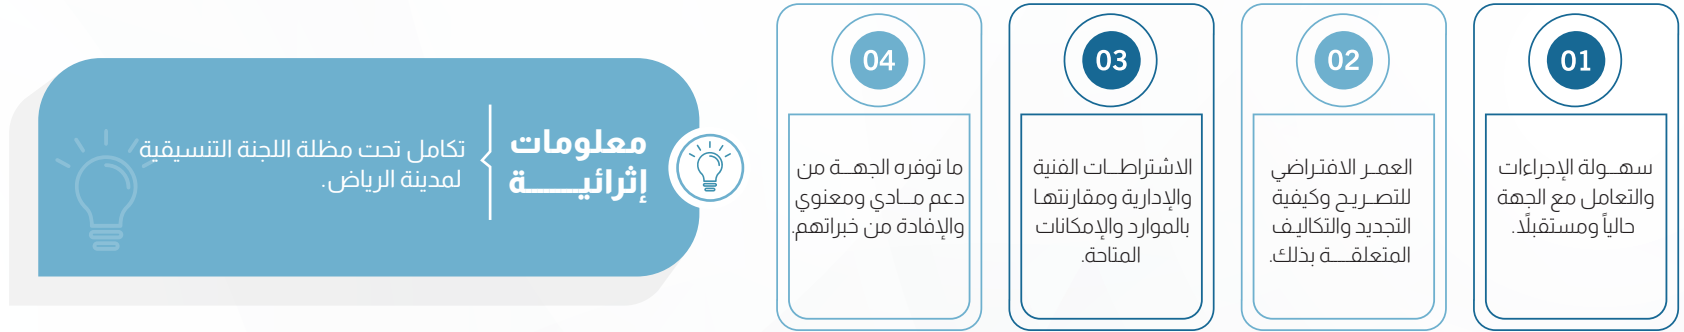 01
سهولة الإجراءات
والتعامل مع الجهة
حالياً ومستقبلًا.
02
العمر الافتراضي
للتصريح وكيفية
التجديد والتكاليف
المتعلقة بذلك.
03
الاشتراطات الفنية
والإدارية ومقارنتها
بالموارد والإمكانات
المتاحة.
04
ما توفره الجهة من
دعم مادي ومعنوي
والإفادة من خبراتهم.
معلومات
إثرائية
تكامل تحت مظلة اللجنة التنسيقية
لمدينة الرياض.